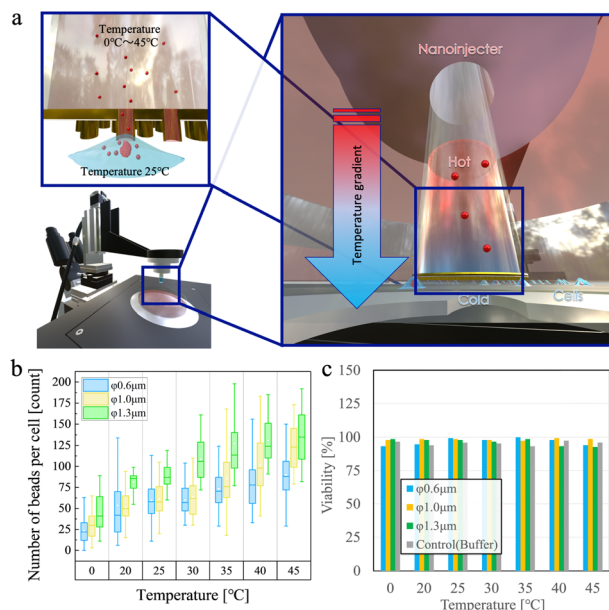 a
Temperature
0℃～45℃
Temperature 25℃
Nanoinjecter
Hot
Temperature gradient
Cold
Cells
b
Number of beads per cell [count]
200
175
150
125
100
75
50
25
0
φ0.6μm
φ1.0μm
φ1.3μm
0 20 25 30 35 40 45
Temperature [℃]
c
Viability [%]
150
125
100
75
50
25
0
φ0.6μm
φ1.0μm
φ1.3μm
Control(Buffer)
0 20 25 30 35 40 45
Temperature [℃]